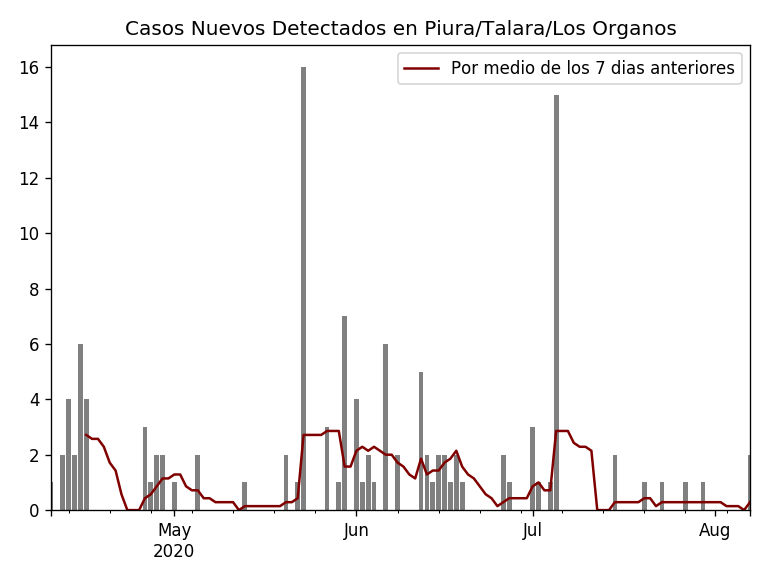 Casos Nuevos Detectados en Piura/Talara/Los Organos
Por medio de los 7 dias anteriores
16
14
12
10
8
6
4
2
0
May
2020
Jun
Jul
Aug